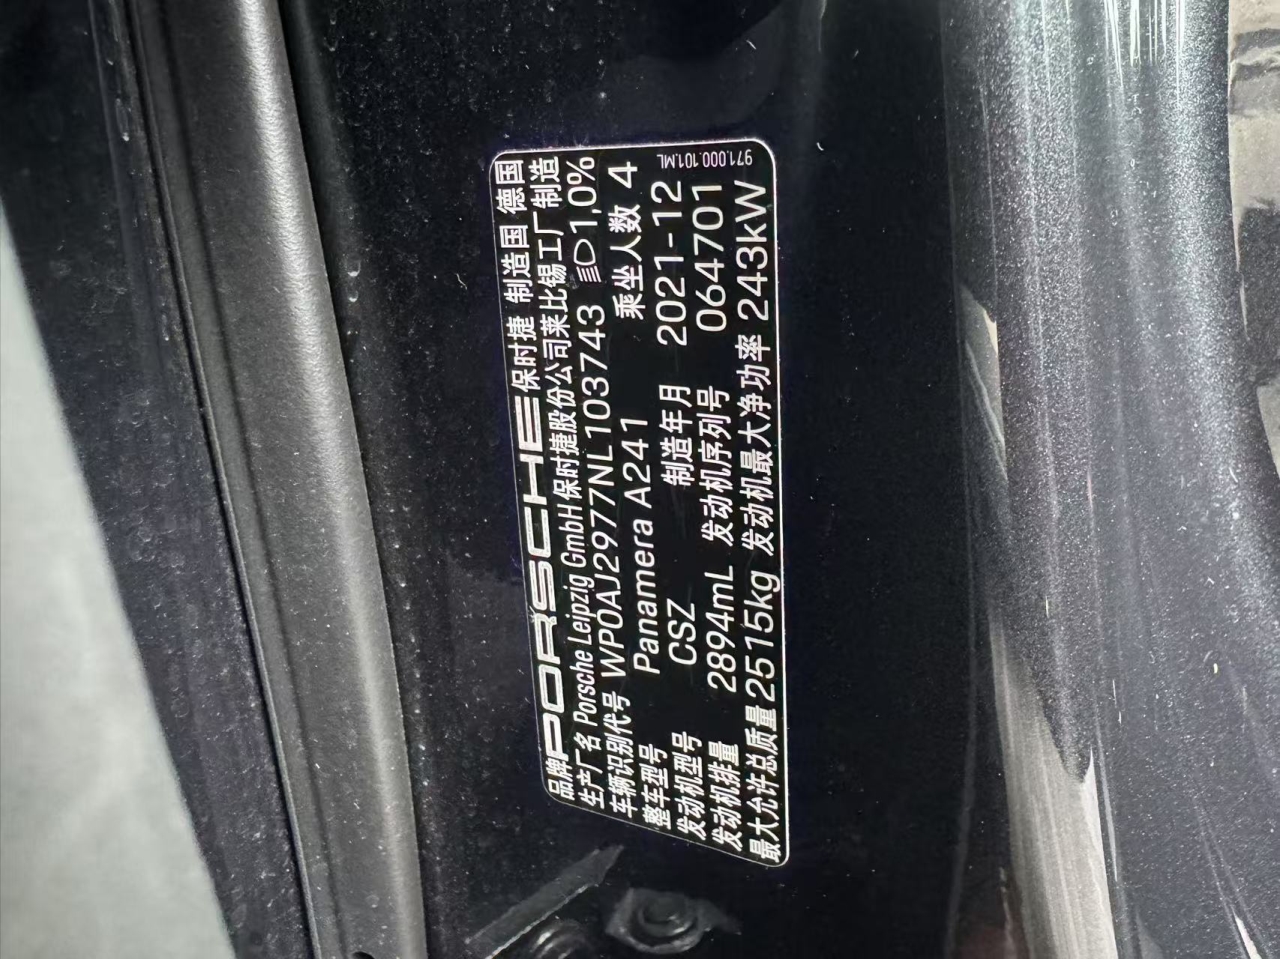 品牌 PORSCHE 保时捷 制造国 德国
生产厂名 Porsche Leipzig GmbH 保时捷股份公司莱比锡工厂制造
车辆识别代号 WP0AJ2977NL103743 1,0%
整车型号 Panamera A241 乘坐人数 4
发动机型号 CSZ 制造年月 2021-12
发动机排量 2894mL 发动机序列号 064701
最大允许总质量 2515kg 发动机最大净功率 243kW
971.000.101.ML